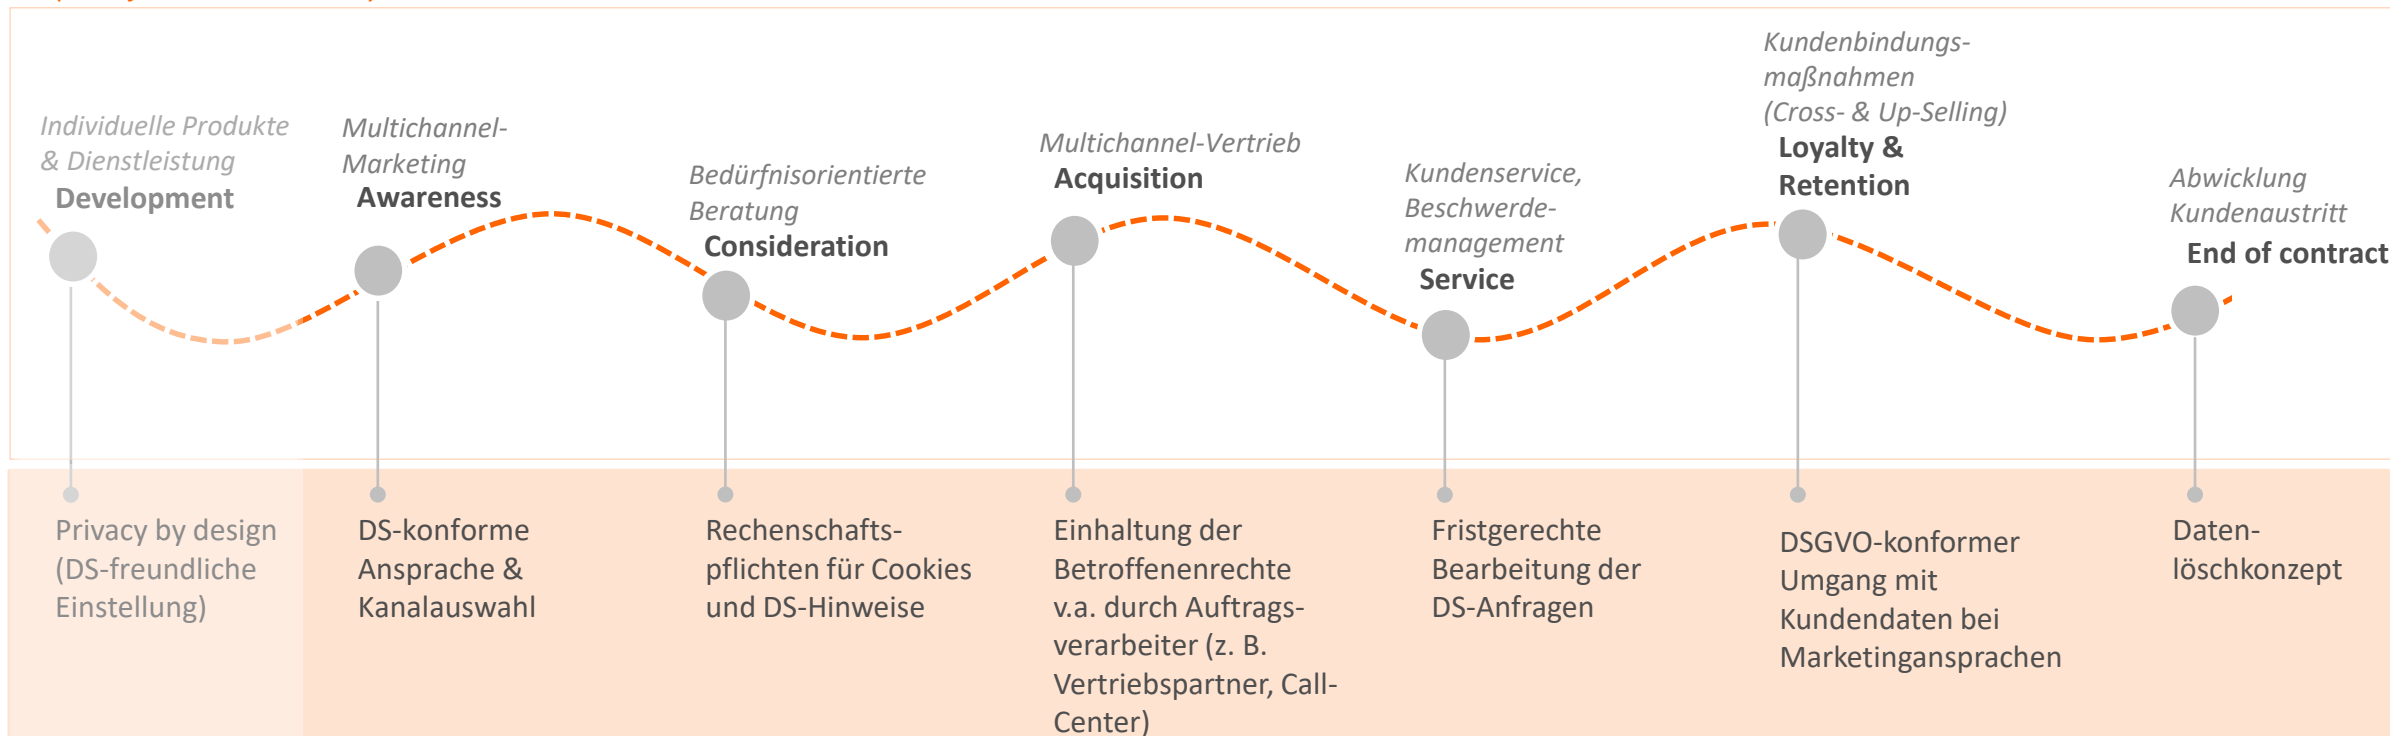 Individuelle Produkte
& Dienstleistung
Development
Multichannel-
Marketing
Awareness
Bedürfnisorientierte
Beratung
Consideration
Multichannel-Vertrieb
Acquisition
Kundenservice,
Beschwerde-
management
Service
Kundenbindungs-
maßnahmen
(Cross- & Up-Selling)
Loyalty &
Retention
Abwicklung
Kundenaustritt
End of contract
Privacy by design
(DS-freundliche
Einstellung)
DS-konforme
Ansprache &
Kanalauswahl
Rechenschafts-
pflichten für Cookies
und DS-Hinweise
Einhaltung der
Betroffenenrechte
v.a. durch Auftrags-
verarbeiter (z. B.
Vertriebspartner, Call-
Center)
Fristgerechte
Bearbeitung der
DS-Anfragen
DSGVO-konformer
Umgang mit
Kundendaten bei
Marketingansprachen
Daten-
löschkonzept